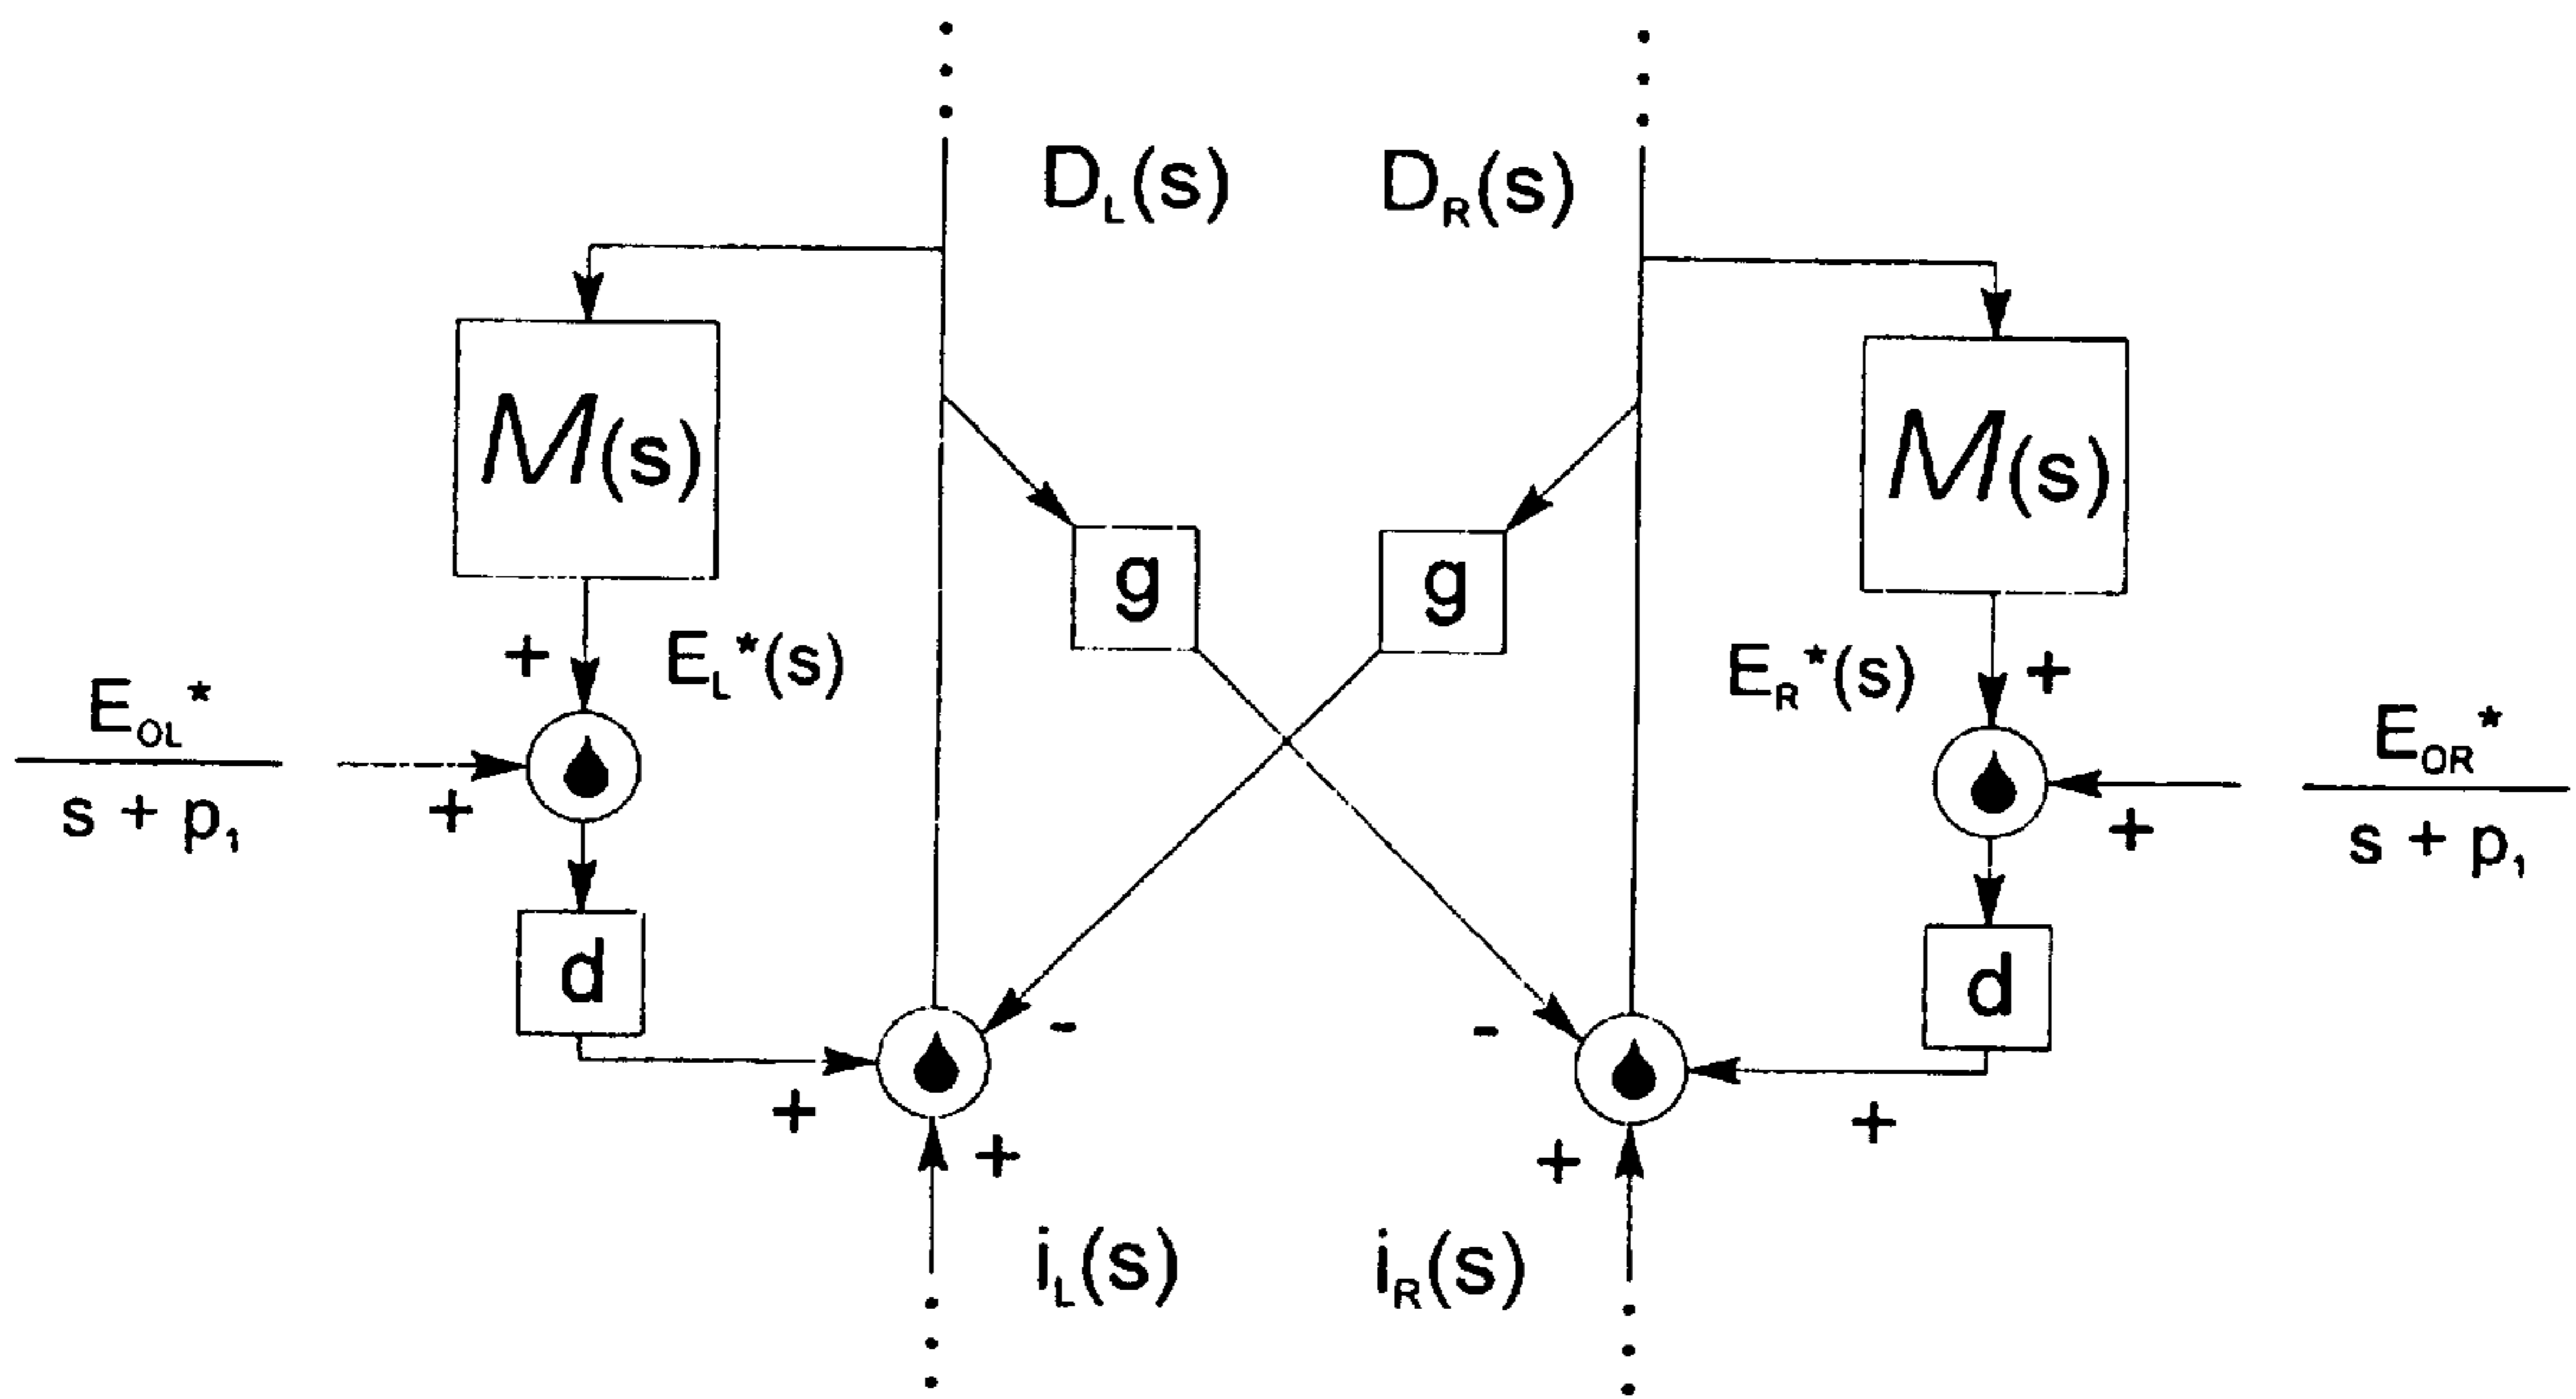 D_L(s)
D_R(s)
M(s)
M(s)
g
g
+
E_L*(s)
E_R*(s)
+
E_OL*
s + p_1
+
E_OR*
s + p_1
+
d
d
-
-
+
+
+
+
i_L(s)
i_R(s)